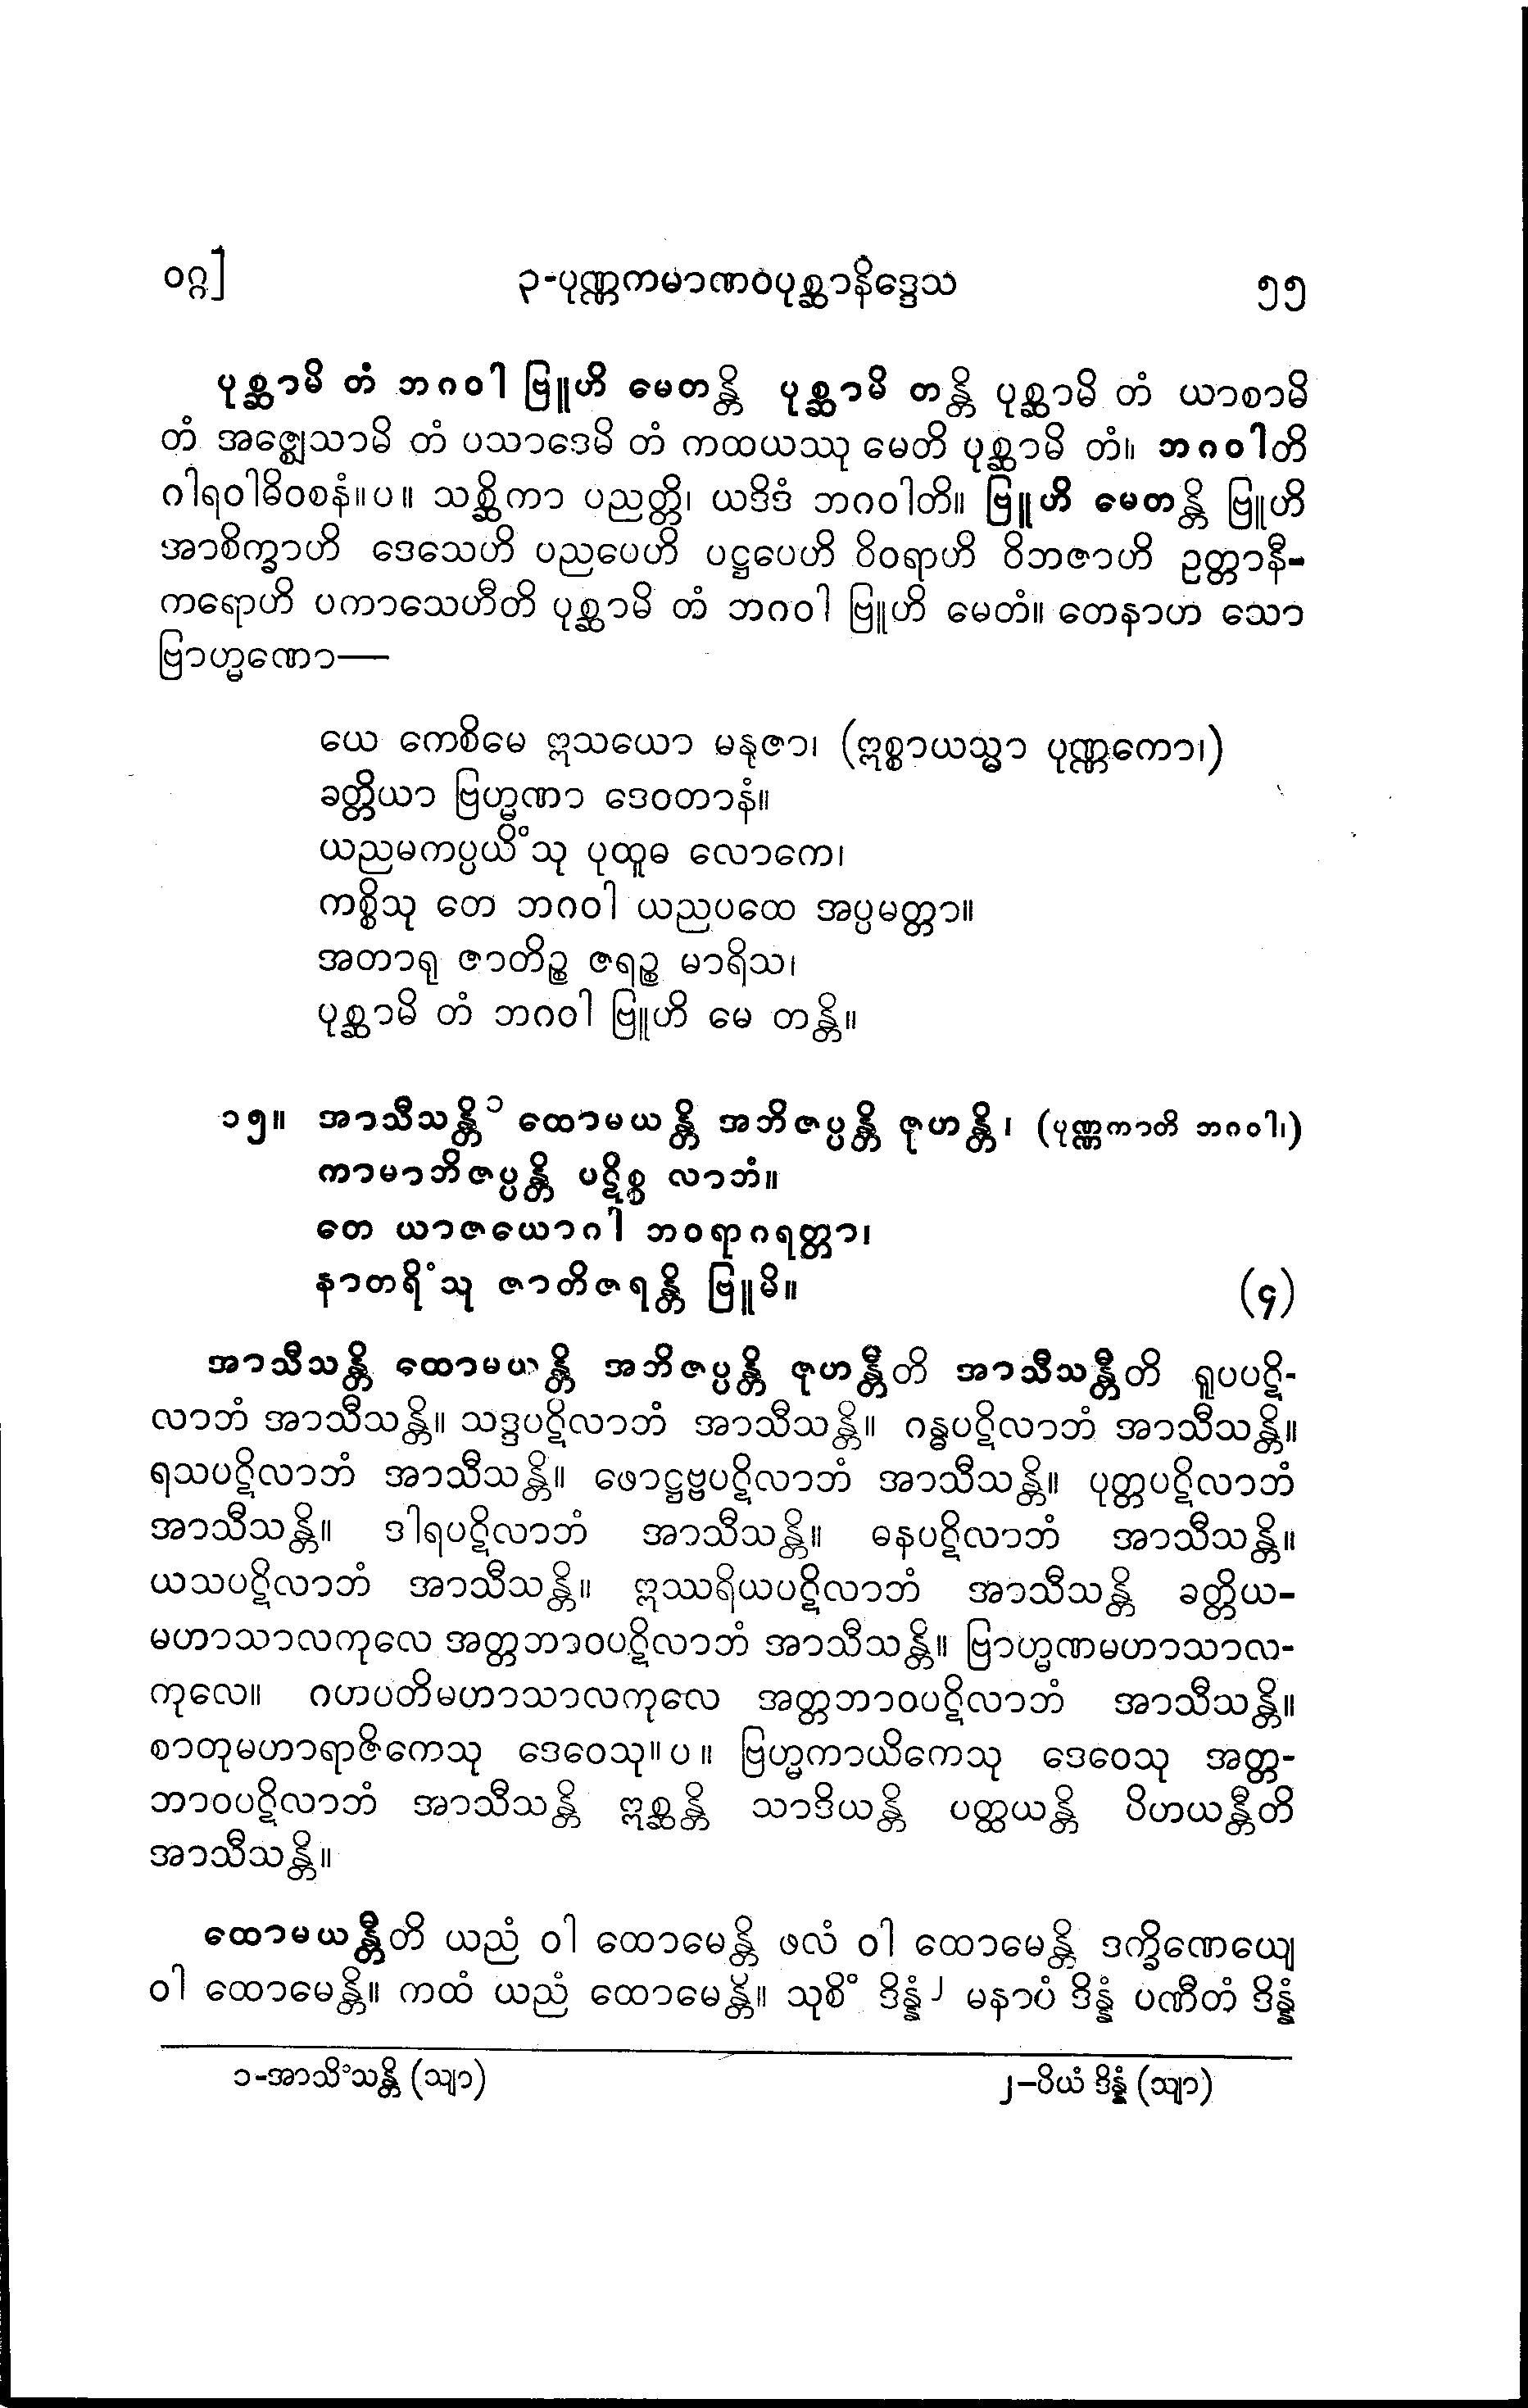 ဝဂ္ဂ] ၃-ပုဏ္ဏကမာဏဝပုစ္ဆာနိဒ္ဒေသ ၅၅
ပုစ္ဆာမိ တံ ဘဂဝါ ဗြူဟိ မေတန္တိ ပုစ္ဆာမိ တန္တိ ပုစ္ဆာမိ တံ ယာစာမိ
တံ အဇ္ဈေသာမိ တံ ပသာဒေမိ တံ ကထယဿု မေတိ ပုစ္ဆာမိ တံ။ ဘဂဝါတိ
ဂါရဝါဓိဝစနံ။ပ။ သစ္ဆိကာ ပညတ္တိ၊ ယဒိဒံ ဘဂဝါတိ။ ဗြူဟိ မေတန္တိ ဗြူဟိ
အာစိက္ခာဟိ ဒေသေဟိ ပညပေဟိ ပဋ္ဌပေဟိ ဝိဝရာဟိ ဝိဘဇာဟိ ဥတ္တာနီ-
ကရောဟိ ပကာသေဟီတိ ပုစ္ဆာမိ တံ ဘဂဝါ ဗြူဟိ မေတံ။ တေနာဟ သော
ဗြာဟ္မဏော—
ယေ ကေစိမေ ဣသယော မနုဇာ၊ (ဣစ္စာယသ္မာ ပုဏ္ဏကော၊)
ခတ္တိယာ ဗြဟ္မဏာ ဒေဝတာနံ။
ယညမကပ္ပယိံသု ပုထူဓ လောကေ၊
ကစ္စိသု တေ ဘဂဝါ ယညပထေ အပ္ပမတ္တာ။
အတာရု ဇာတိဉ္စ ဇရဉ္စ မာရိသ၊
ပုစ္ဆာမိ တံ ဘဂဝါ ဗြူဟိ မေ တန္တိ။
၁၅။ အာသီသန္တိ၁ ထောမယန္တိ အဘိဇပ္ပန္တိ ဇုဟန္တိ၊ (ပုဏ္ဏကာတိ ဘဂဝါ၊)
ကာမာဘိဇပ္ပန္တိ ပဋိစ္စ လာဘံ။
တေ ယာဇယောဂါ ဘဝရာဂရတ္တာ၊
နာတရိံသု ဇာတိဇရန္တိ ဗြူမိ။ (၄)
အာသီသန္တိ ထောမယန္တိ အဘိဇပ္ပန္တိ ဇုဟန္တီတိ အာသီသန္တီတိ ရူပပဋိ-
လာဘံ အာသီသန္တိ။ သဒ္ဒပဋိလာဘံ အာသီသန္တိ။ ဂန္ဓပဋိလာဘံ အာသီသန္တိ။
ရသပဋိလာဘံ အာသီသန္တိ။ ဖောဋ္ဌဗ္ဗပဋိလာဘံ အာသီသန္တိ။ ပုတ္တပဋိလာဘံ
အာသီသန္တိ။ ဒါရပဋိလာဘံ အာသီသန္တိ။ ဓနပဋိလာဘံ အာသီသန္တိ။
ယသပဋိလာဘံ အာသီသန္တိ။ ဣဿရိယပဋိလာဘံ အာသီသန္တိ ခတ္တိယ-
မဟာသာလကုလေ အတ္တဘာဝပဋိလာဘံ အာသီသန္တိ။ ဗြာဟ္မဏမဟာသာလ-
ကုလေ။ ဂဟပတိမဟာသာလကုလေ အတ္တဘာဝပဋိလာဘံ အာသီသန္တိ။
စာတုမဟာရာဇိကေသု ဒေဝေသု။ပ။ ဗြဟ္မကာယိကေသု ဒေဝေသု အတ္တ-
ဘာဝပဋိလာဘံ အာသီသန္တိ ဣစ္ဆန္တိ သာဒိယန္တိ ပတ္ထယန္တိ ပိဟယန္တီတိ
အာသီသန္တိ။
ထောမယန္တီတိ ယညံ ဝါ ထောမေန္တိ ဖလံ ဝါ ထောမေန္တိ ဒက္ခိဏေယျေ
ဝါ ထောမေန္တိ။ ကထံ ယညံ ထောမေန္တိ။ သုစိံ ဒိန္နံ၂ မနာပံ ဒိန္နံ ပဏီတံ ဒိန္နံ
၁-အာသိံသန္တိ (သျာ) ၂-ပိယံ ဒိန္နံ (သျာ)